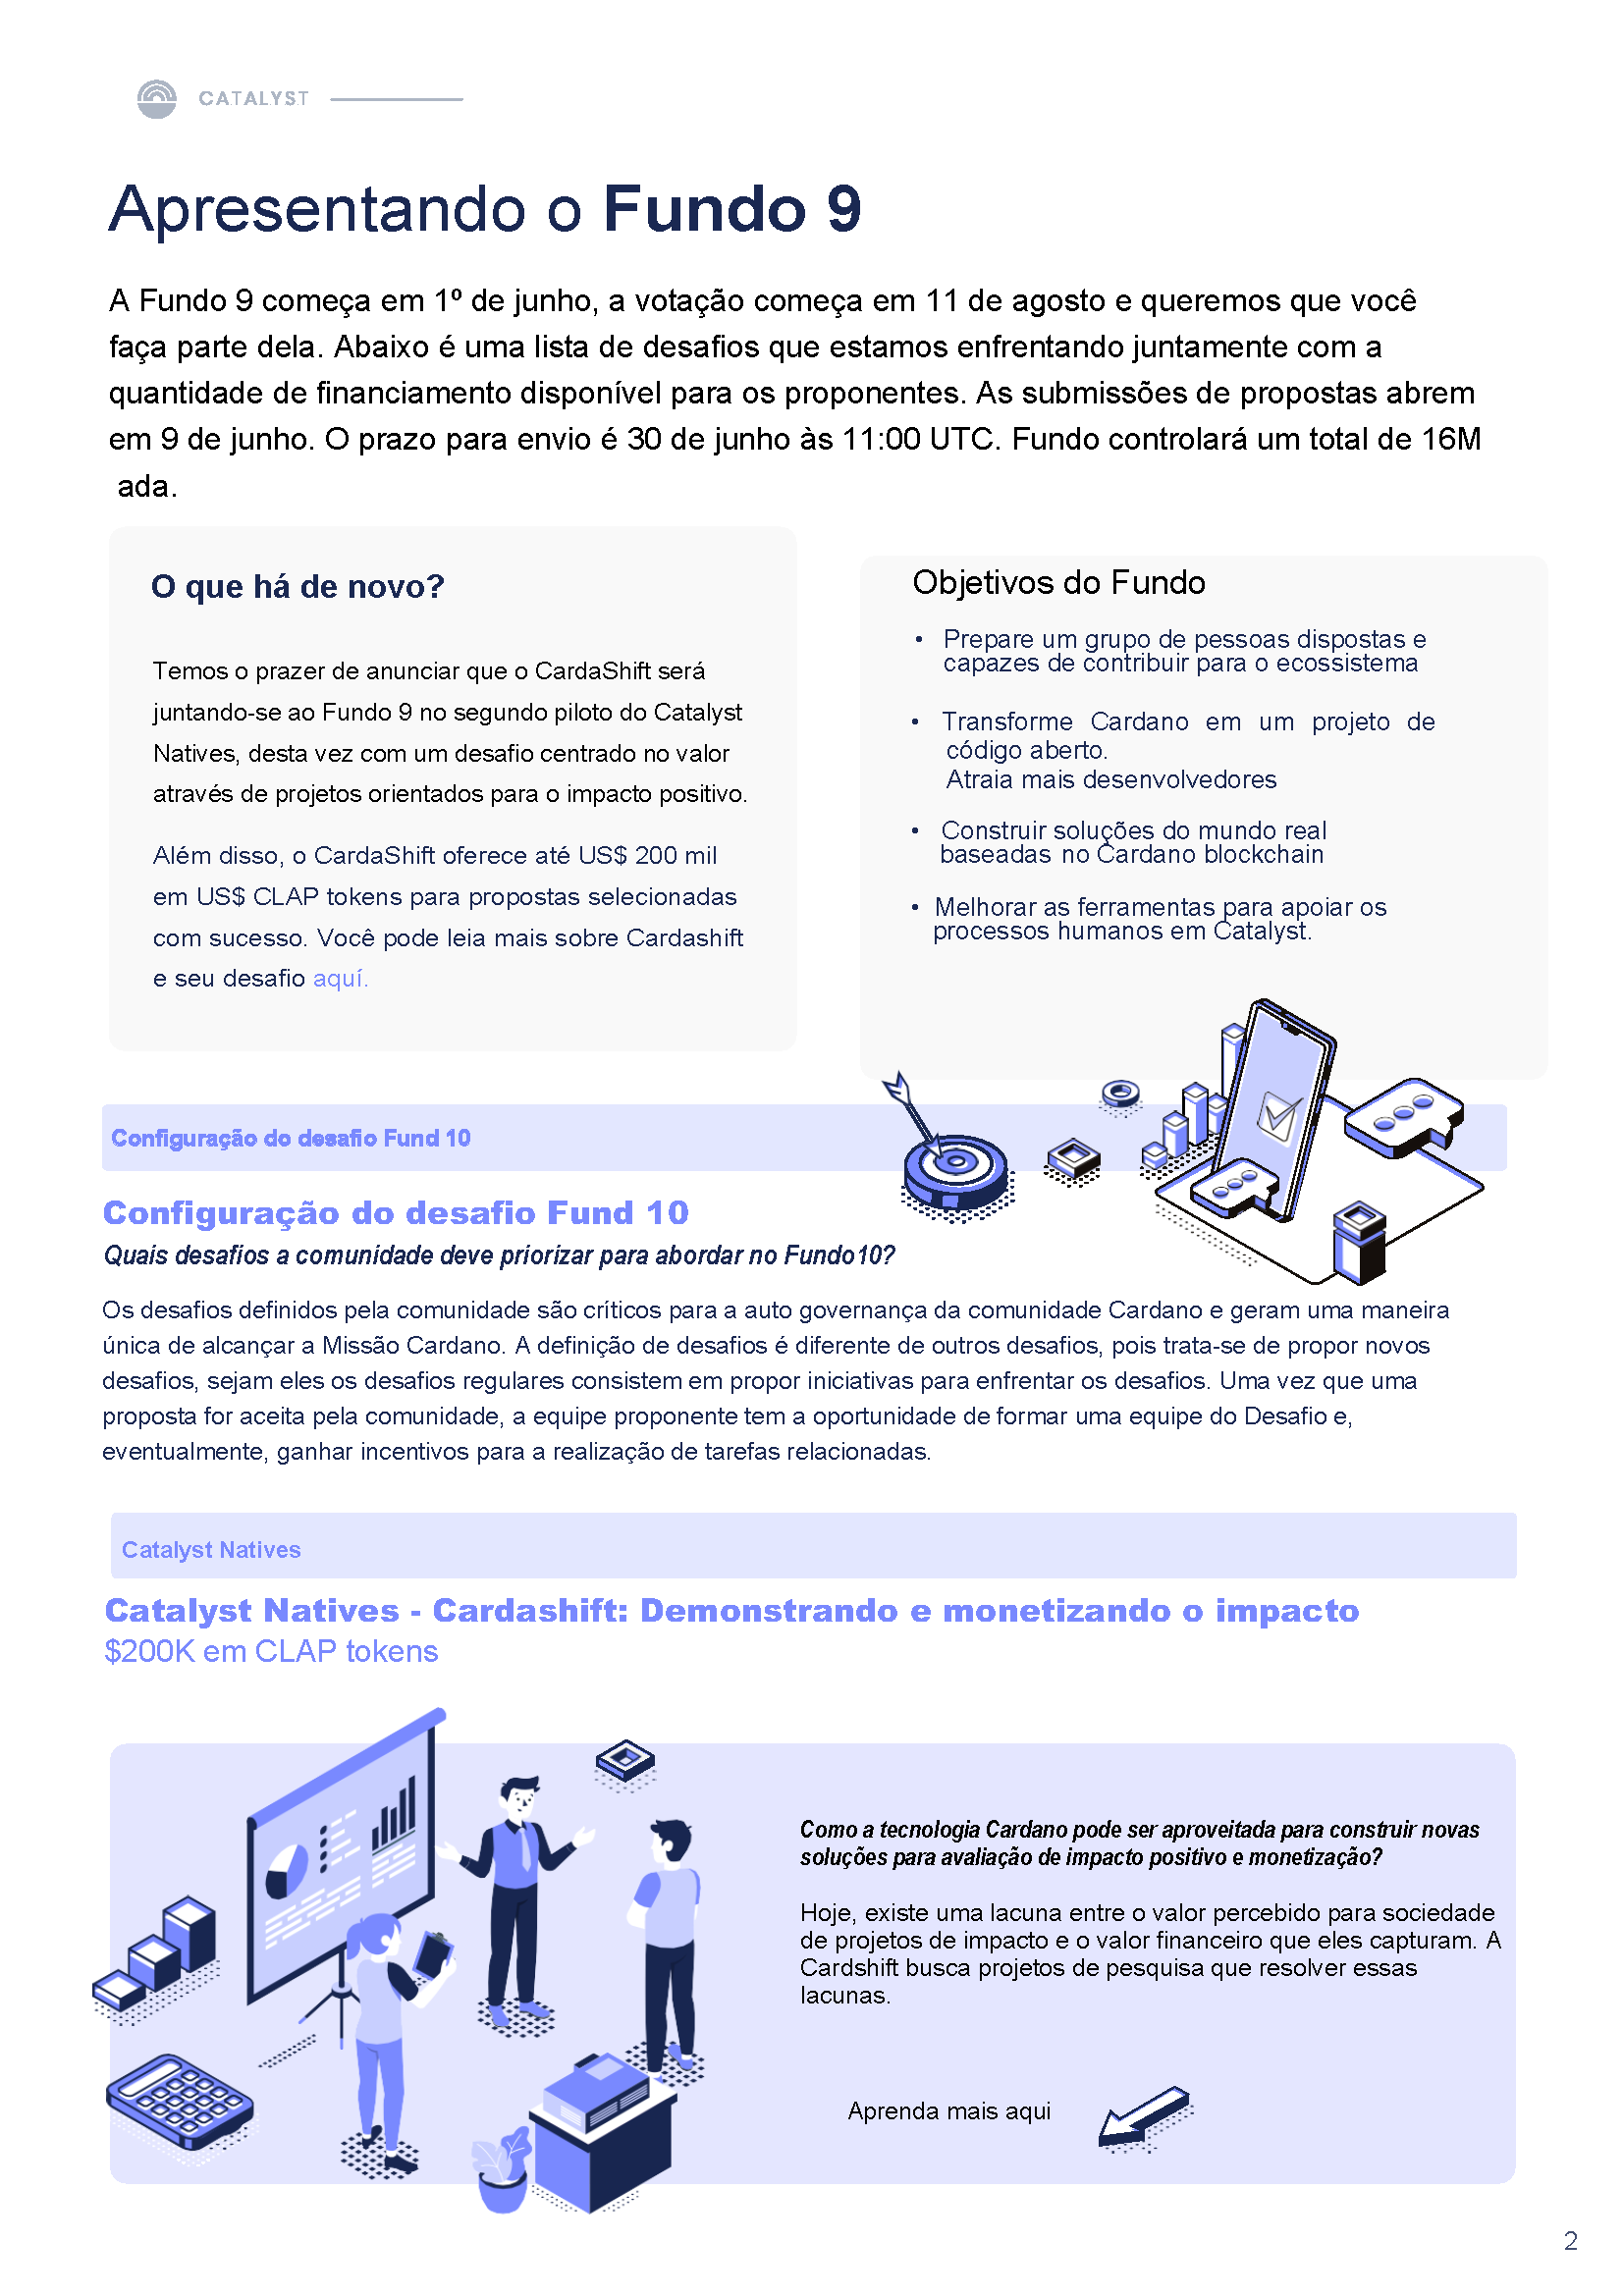 CATALYST
Apresentando o Fundo 9
A Fundo 9 começa em 1º de junho, a votação começa em 11 de agosto e queremos que você
faça parte dela. Abaixo é uma lista de desafios que estamos enfrentando juntamente com a
quantidade de financiamento disponível para os proponentes. As submissões de propostas abrem
em 9 de junho. O prazo para envio é 30 de junho às 11:00 UTC. Fundo controlará um total de 16M
ada.
O que há de novo?
Temos o prazer de anunciar que o CardaShift será
juntando-se ao Fundo 9 no segundo piloto do Catalyst
Natives, desta vez com um desafio centrado no valor
através de projetos orientados para o impacto positivo.
Além disso, o CardaShift oferece até US$ 200 mil
em US$ CLAP tokens para propostas selecionadas
com sucesso. Você pode leia mais sobre Cardashift
e seu desafio aquí.
Objetivos do Fundo
• Prepare um grupo de pessoas dispostas e
capazes de contribuir para o ecossistema
• Transforme Cardano em um projeto de
código aberto.
Atraia mais desenvolvedores
• Construir soluções do mundo real
baseadas no Cardano blockchain
• Melhorar as ferramentas para apoiar os
processos humanos em Catalyst.
Configuração do desafio Fund 10
Configuração do desafio Fund 10
Quais desafios a comunidade deve priorizar para abordar no Fundo10?
Os desafios definidos pela comunidade são críticos para a auto governança da comunidade Cardano e geram uma maneira
única de alcançar a Missão Cardano. A definição de desafios é diferente de outros desafios, pois trata-se de propor novos
desafios, sejam eles os desafios regulares consistem em propor iniciativas para enfrentar os desafios. Uma vez que uma
proposta for aceita pela comunidade, a equipe proponente tem a oportunidade de formar uma equipe do Desafio e,
eventualmente, ganhar incentivos para a realização de tarefas relacionadas.
Catalyst Natives
Catalyst Natives - Cardashift: Demonstrando e monetizando o impacto
$200K em CLAP tokens
Como a tecnologia Cardano pode ser aproveitada para construir novas
soluções para avaliação de impacto positivo e monetização?
Hoje, existe uma lacuna entre o valor percebido para sociedade
de projetos de impacto e o valor financeiro que eles capturam. A
Cardshift busca projetos de pesquisa que resolver essas
lacunas.
Aprenda mais aqui
2